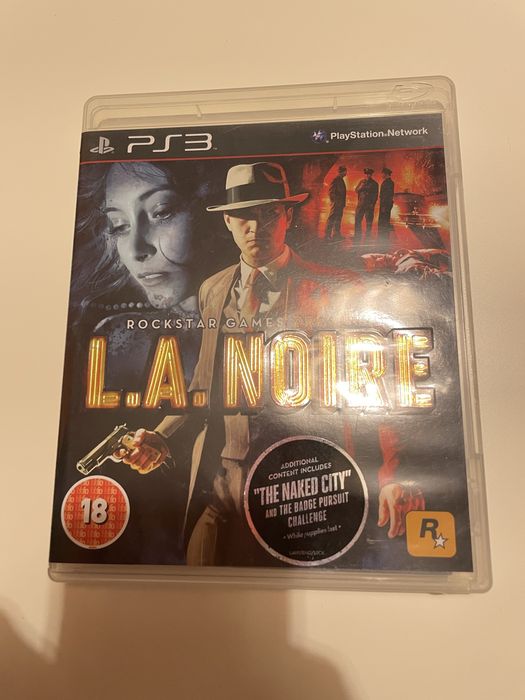 PS3
PlayStation®Network
ROCKSTAR GAMES
L.A. NOIRE
ADDITIONAL
CONTENT INCLUDES
"THE NAKED CITY"
AND THE BADGE PURSUIT
CHALLENGE
• While supplies last •
18
R